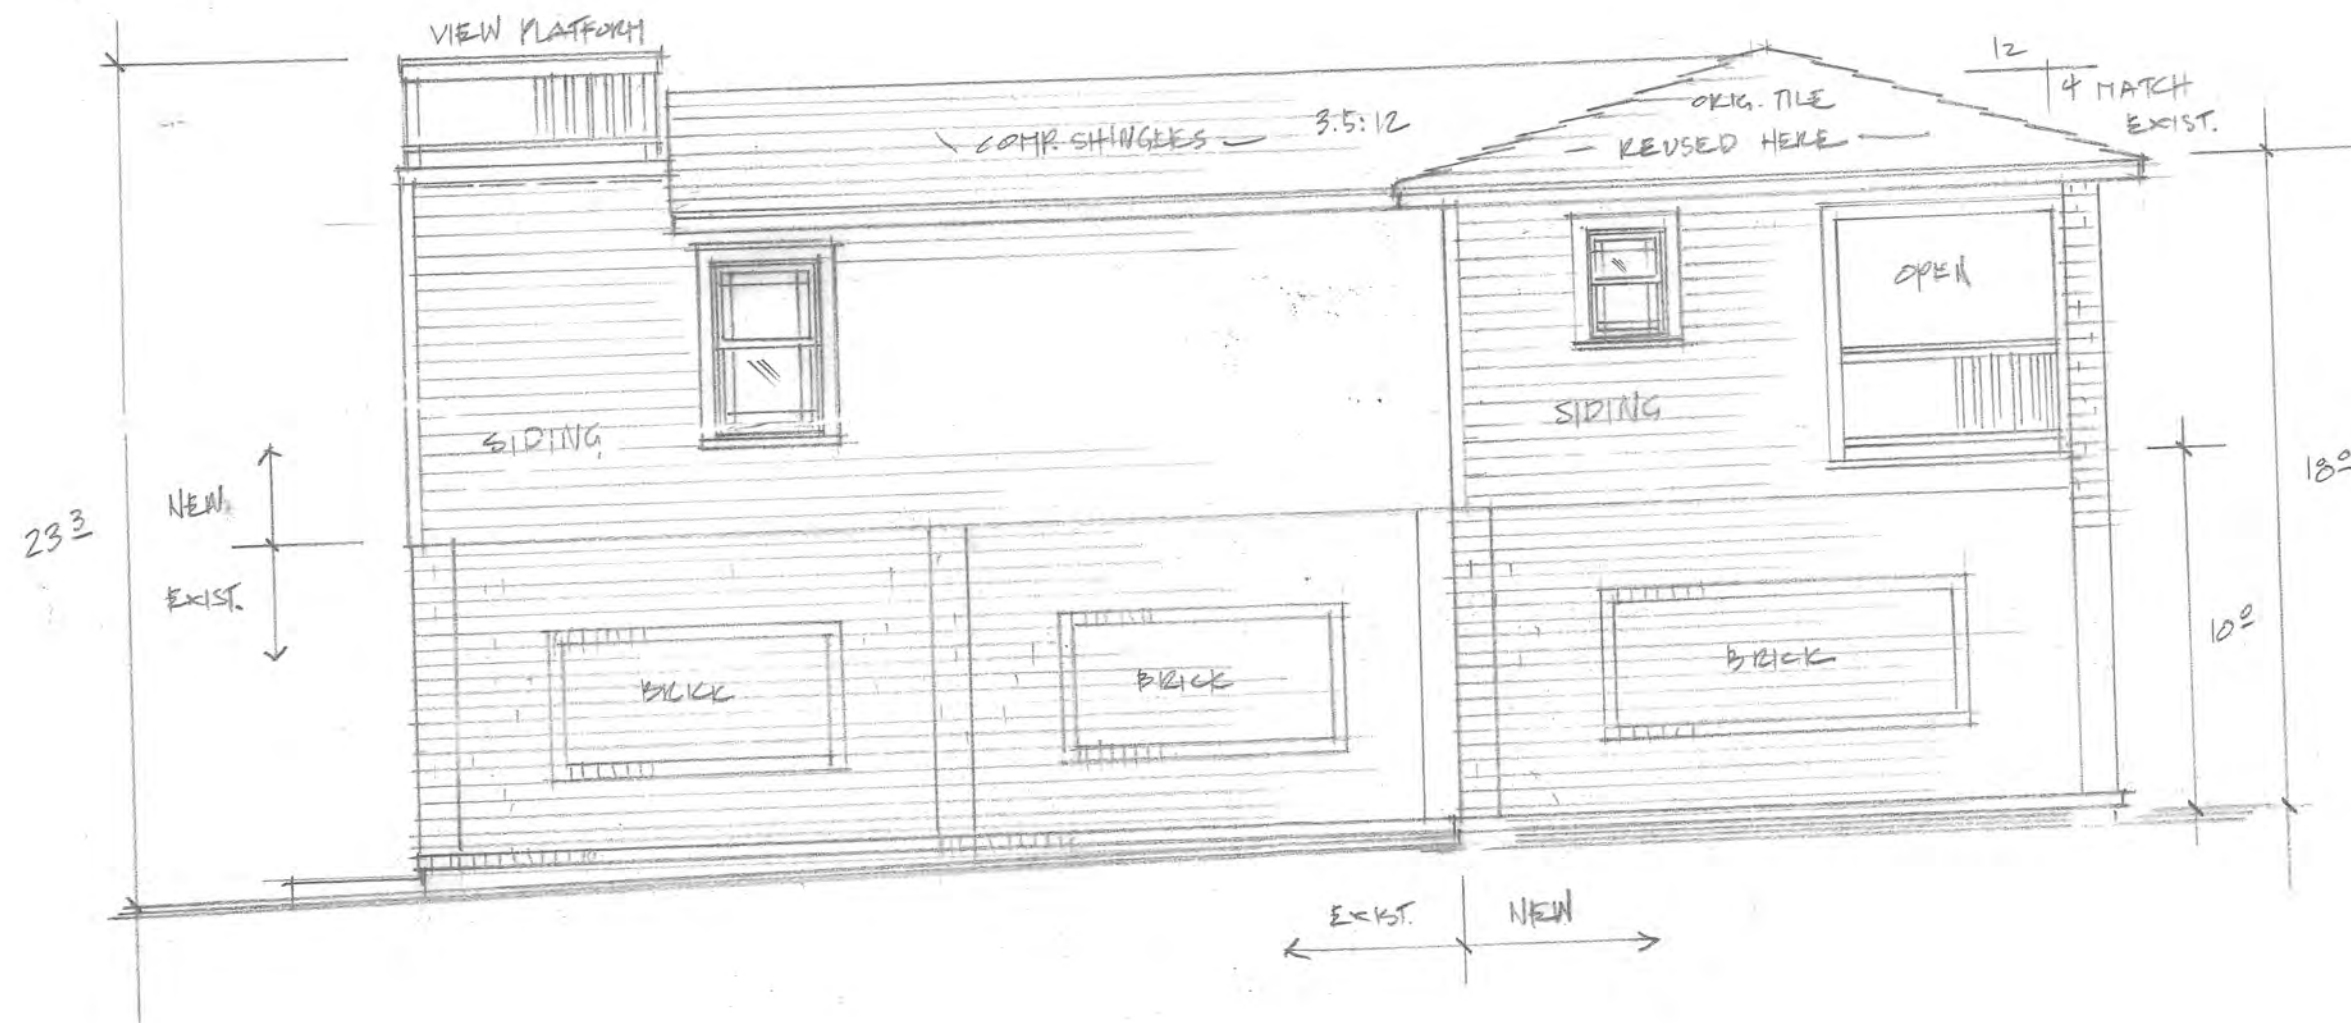 VIEW PLATFORM
12
4 MATCH
EXIST.
COMP. SHINGLES
3.5:12
ORIG. TILE
REUSED HERE
OPEN
SIDING
SIDING
NEW
EXIST.
23 3
18 0
10 0
BRICK
BRICK
BRICK
EXIST.
NEW